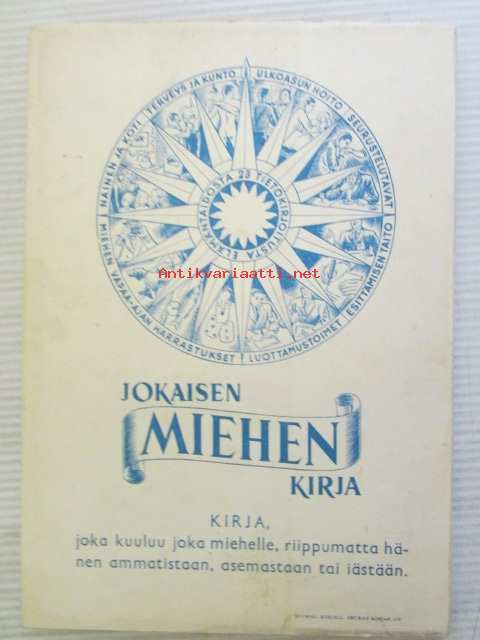 NAINEN JA KOTI
TERVEYS JA KUNTO
ULKOASUN HOITO
SEURUSTELUTAVAT
ESIITTAMISEN TAITO
LUOTTAMUSTOIMET
MIEHEN VAPAA-AJAN HARRASTUKSET
23 TIETOKIRJOITUSTA ELÄMÄNTAIDOSTA
Antikvariaatti.net
JOKAISEN
MIEHEN
KIRJA
KIRJA,
joka kuuluu joka miehelle, riippumatta hä-
nen ammatistaan, asemastaan tai iästään.